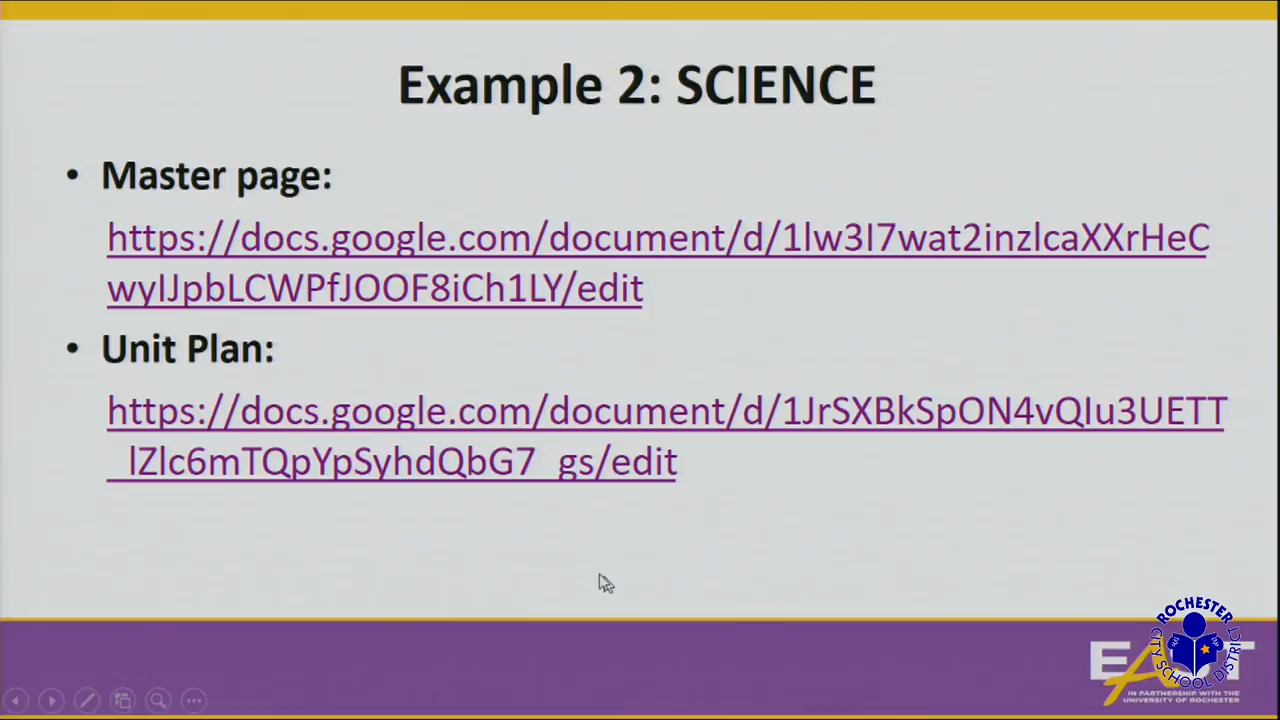 Example 2: SCIENCE
• Master page:
https://docs.google.com/document/d/1lw3I7wat2inzlcaXXrHeC
wyIJpbLCWPfJOOF8iCh1LY/edit
• Unit Plan:
https://docs.google.com/document/d/1JrSXBkSpON4vQIu3UETT
_lZlc6mTQpYpSyhdQbG7_gs/edit
ROCHESTER
CITY SCHOOL DISTRICT
EAST
IN PARTNERSHIP WITH THE
UNIVERSITY OF ROCHESTER